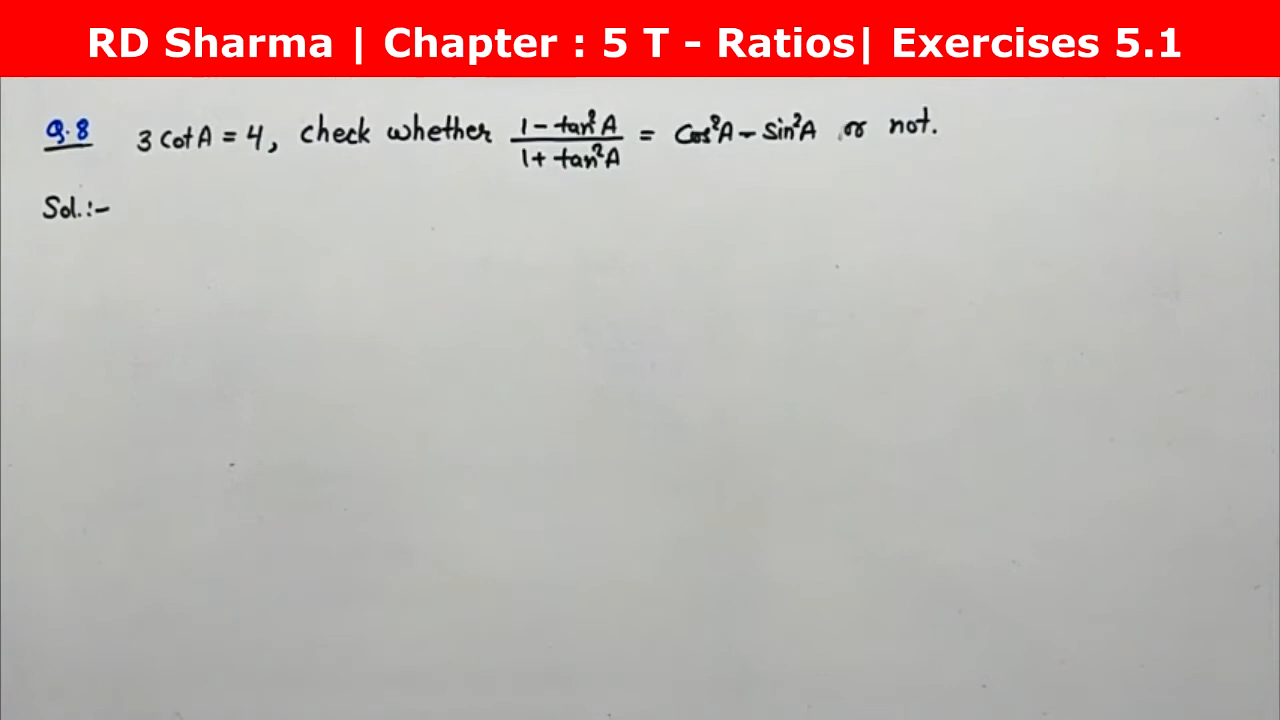 RD Sharma | Chapter : 5 T - Ratios| Exercises 5.1
Q.8 3 cot A = 4, check whether (1 - tan²A)/(1 + tan²A) = Cos²A - Sin²A or not.
Sol.:-